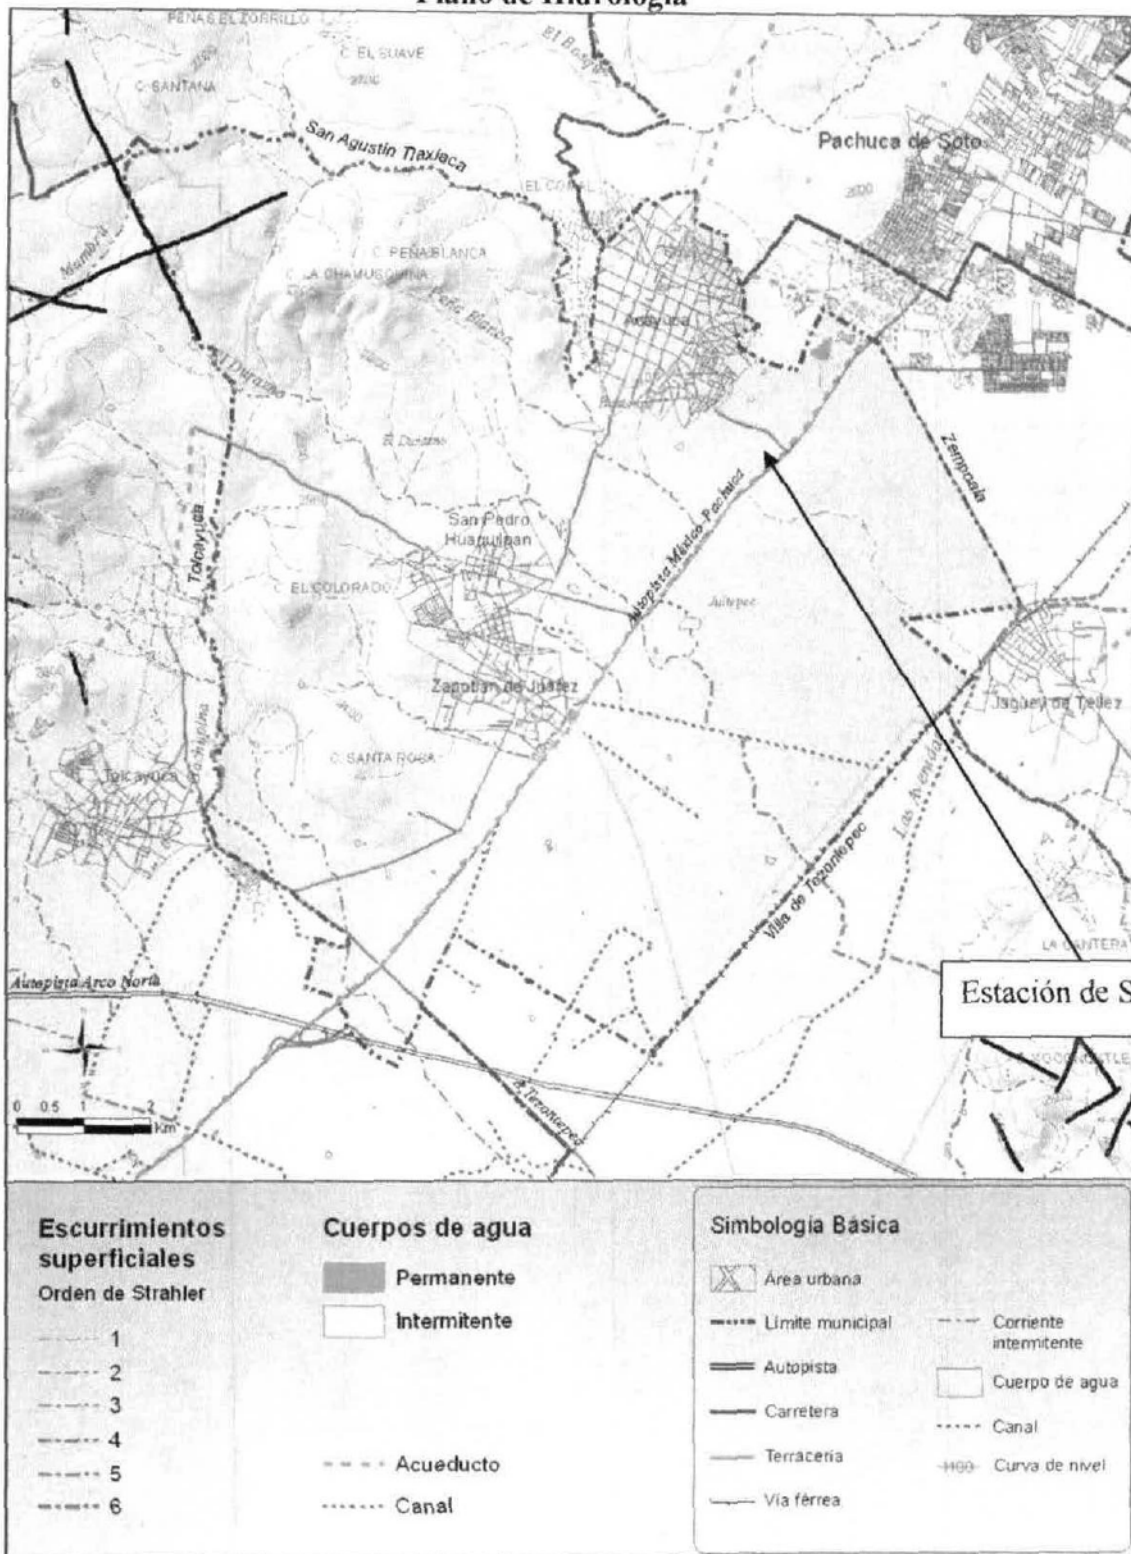 Plano de Hidrología
PEÑAS EL ZORRILLO
C. EL SUAVE
C. SANTANA
San Agustín Tlaxiaca
Pachuca de Soto
EL CORRAL
C. PEÑA BLANCA
C. LA CHAMUSQUINA
Peña Blanca
El Durazno
El Durazno
Zempoala
Autopista México-Pachuca
San Pedro
Huaquilpan
Tolcayuca
C. EL COLORADO
Jaltepec
Zapotlán de Juárez
Jagüey de Téllez
C. SANTA ROSA
Tolcayuca
Las Avenidas
Villa de Tezontepec
LA CANTERA
Autopista Arco Norte
Estación de S
A Tezontepec
0 0.5 1 2
Km
Escurrimientos
superficiales
Orden de Strahler
1
2
3
4
5
6
Cuerpos de agua
Permanente
Intermitente
Acueducto
Canal
Simbología Básica
Área urbana
Límite municipal
Autopista
Carretera
Terracería
Vía férrea
Corriente
intermitente
Cuerpo de agua
Canal
1100 Curva de nivel